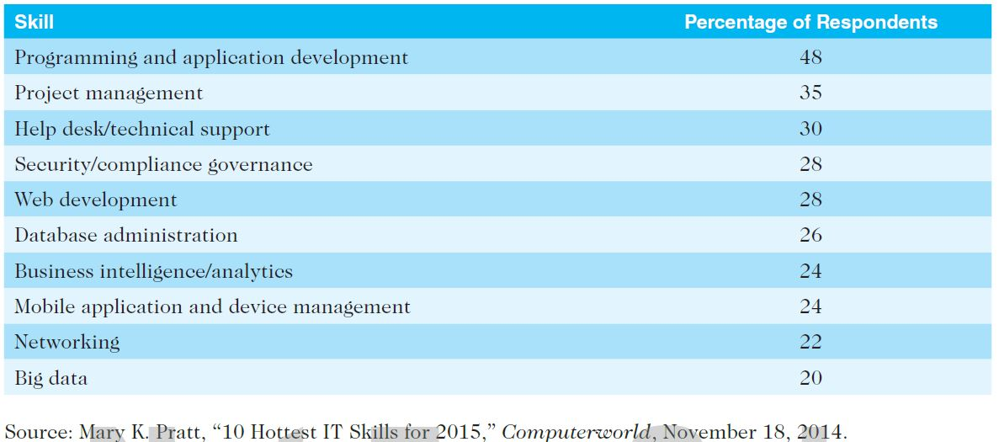 Skill Percentage of Respondents
Programming and application development 48
Project management 35
Help desk/technical support 30
Security/compliance governance 28
Web development 28
Database administration 26
Business intelligence/analytics 24
Mobile application and device management 24
Networking 22
Big data 20
Source: Mary K. Pratt, “10 Hottest IT Skills for 2015,” Computerworld, November 18, 2014.